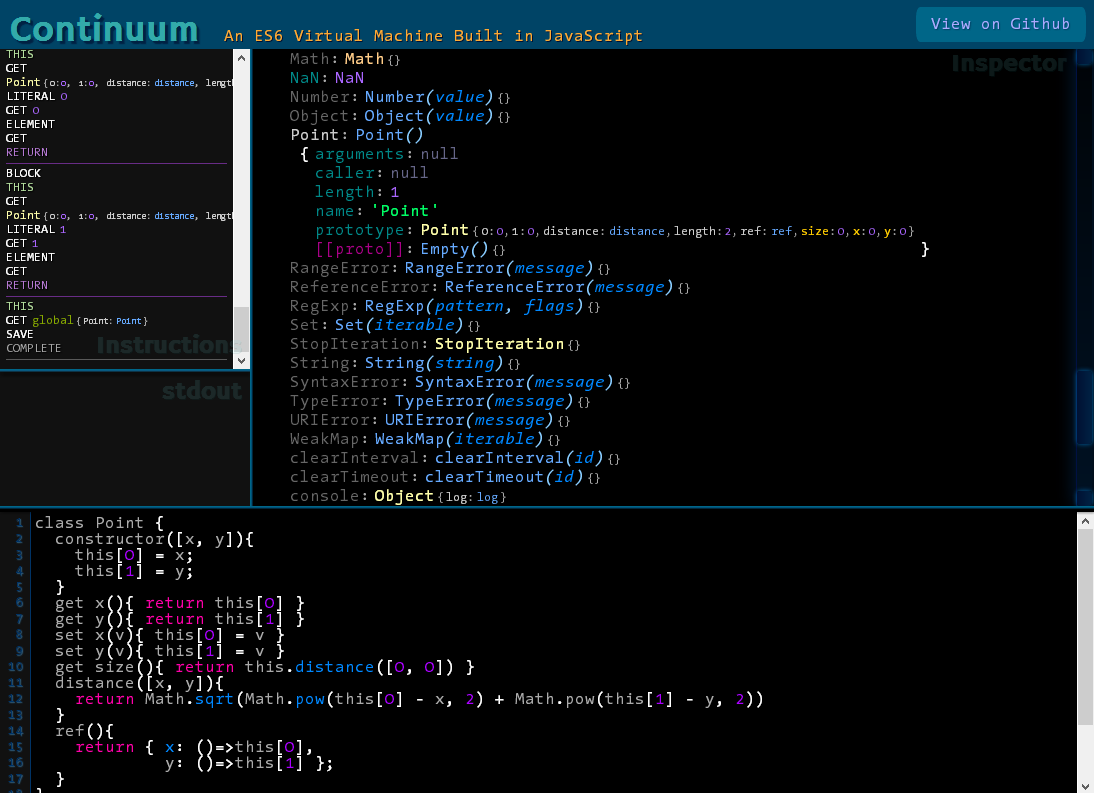 Continuum
An ES6 Virtual Machine Built in JavaScript
View on Github
THIS
GET
Point{0:0, 1:0, distance: distance, lengt
LITERAL 0
GET 0
ELEMENT
GET
RETURN
BLOCK
THIS
GET
Point{0:0, 1:0, distance: distance, lengt
LITERAL 1
GET 1
ELEMENT
GET
RETURN
THIS
GET global{Point: Point}
SAVE
COMPLETE
Instructions
stdout
Inspector
Math: Math{}
NaN: NaN
Number: Number(value){}
Object: Object(value){}
Point: Point()
{ arguments: null
caller: null
length: 1
name: 'Point'
prototype: Point{0:0,1:0,distance: distance,length:2,ref: ref,size:0,x:0,y:0}
[[proto]]: Empty(){} }
RangeError: RangeError(message){}
ReferenceError: ReferenceError(message){}
RegExp: RegExp(pattern, flags){}
Set: Set(iterable){}
StopIteration: StopIteration{}
String: String(string){}
SyntaxError: SyntaxError(message){}
TypeError: TypeError(message){}
URIError: URIError(message){}
WeakMap: WeakMap(iterable){}
clearInterval: clearInterval(id){}
clearTimeout: clearTimeout(id){}
console: Object{log: log}
1 class Point {
2 constructor([x, y]){
3 this[0] = x;
4 this[1] = y;
5 }
6 get x(){ return this[0] }
7 get y(){ return this[1] }
8 set x(v){ this[0] = v }
9 set y(v){ this[1] = v }
10 get size(){ return this.distance([0, 0]) }
11 distance([x, y]){
12 return Math.sqrt(Math.pow(this[0] - x, 2) + Math.pow(this[1] - y, 2))
13 }
14 ref(){
15 return { x: ()=>this[0],
16 y: ()=>this[1] };
17 }